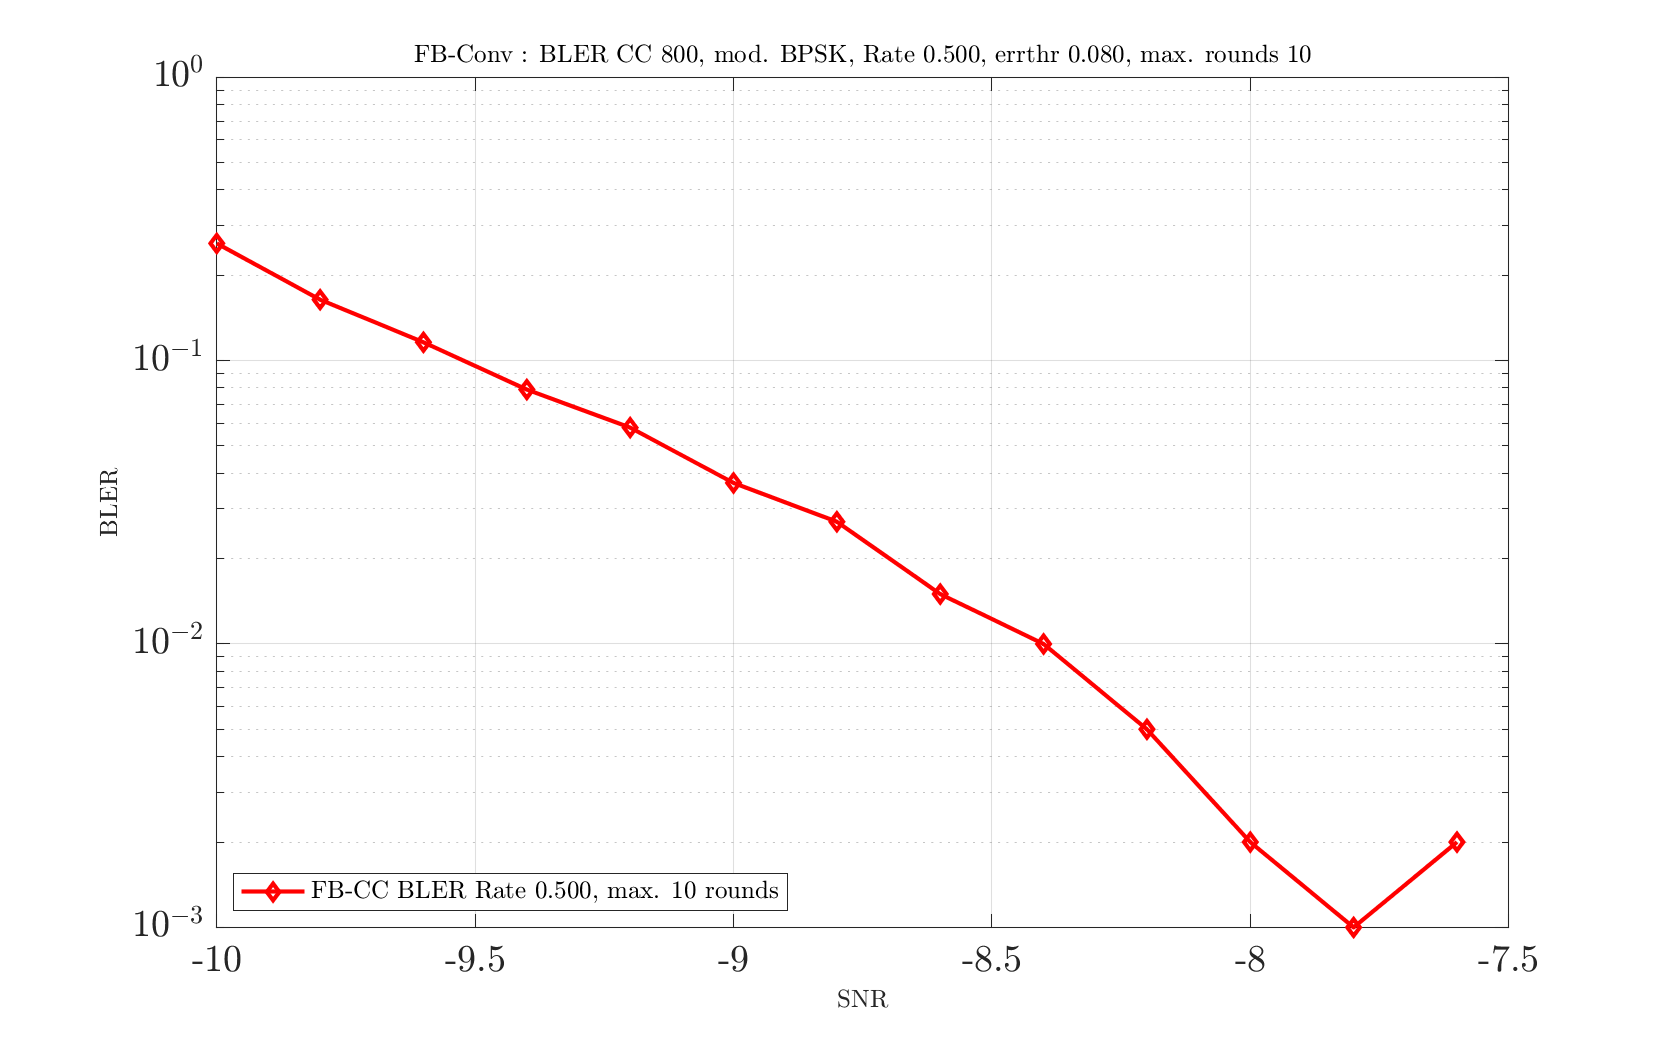 FB-Conv : BLER CC 800, mod. BPSK, Rate 0.500, errthr 0.080, max. rounds 10
10^0
10^{-1}
10^{-2}
10^{-3}
BLER
FB-CC BLER Rate 0.500, max. 10 rounds
-10 -9.5 -9 -8.5 -8 -7.5
SNR